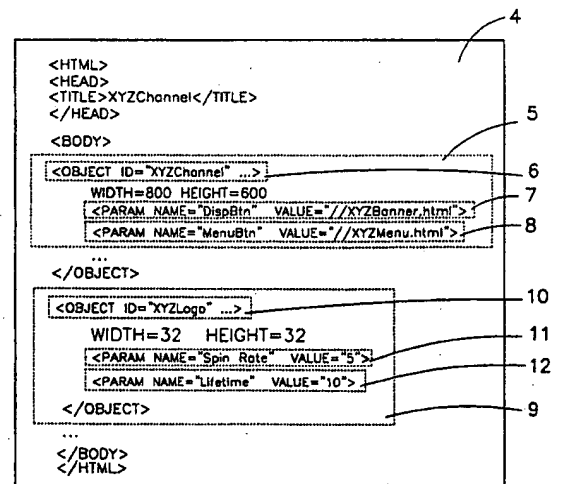 4
<HTML>
<HEAD>
<TITLE>XYZChannel</TITLE>
</HEAD>
<BODY>
5
<OBJECT ID="XYZChannel" ...>
6
WIDTH=800 HEIGHT=600
7
<PARAM NAME="DispBtn" VALUE="//XYZBanner.html">
<PARAM NAME="MenuBtn" VALUE="//XYZMenu.html">
8
...
</OBJECT>
<OBJECT ID="XYZLogo" ...>
10
WIDTH=32 HEIGHT=32
11
<PARAM NAME="Spin Rate" VALUE="5">
<PARAM NAME="Lifetime" VALUE="10">
12
</OBJECT>
9
...
</BODY>
</HTML>